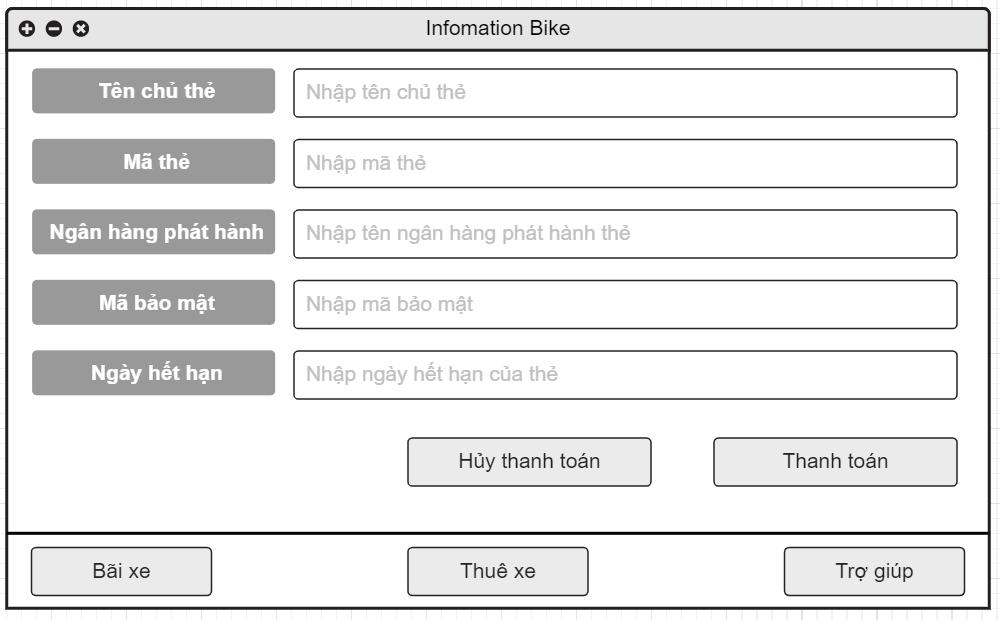 Infomation Bike
Tên chủ thẻ
Nhập tên chủ thẻ
Mã thẻ
Nhập mã thẻ
Ngân hàng phát hành
Nhập tên ngân hàng phát hành thẻ
Mã bảo mật
Nhập mã bảo mật
Ngày hết hạn
Nhập ngày hết hạn của thẻ
Hủy thanh toán
Thanh toán
Bãi xe
Thuê xe
Trợ giúp